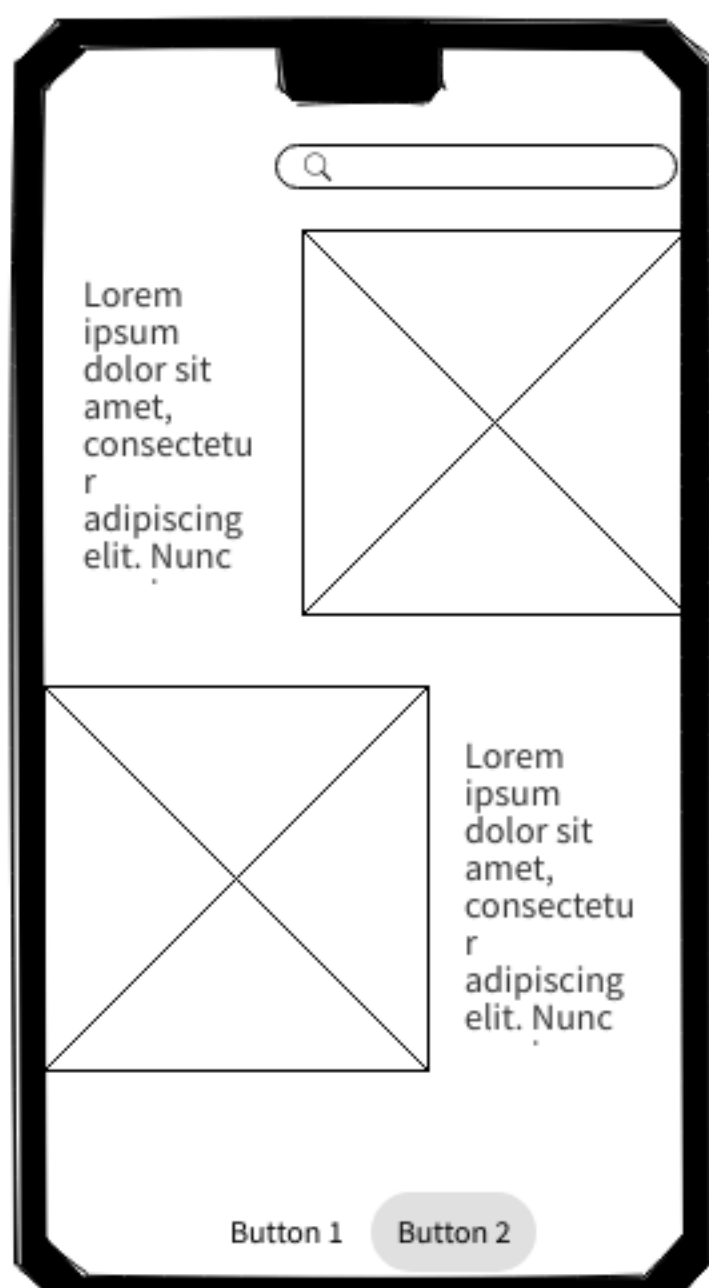 Lorem
ipsum
dolor sit
amet,
consectetu
r
adipiscing
elit. Nunc
Lorem
ipsum
dolor sit
amet,
consectetu
r
adipiscing
elit. Nunc
Button 1
Button 2